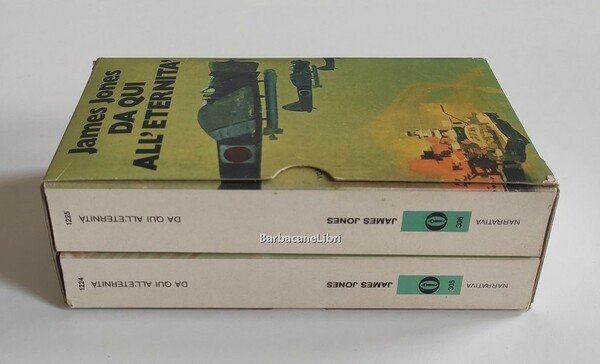 James Jones
DA QUI
ALL'ETERNITA'
1225
DA QUI ALL'ETERNITÀ
JAMES JONES
306
NARRATIVA
BarbacaneLibri
1224
DA QUI ALL'ETERNITÀ
JAMES JONES
305
NARRATIVA